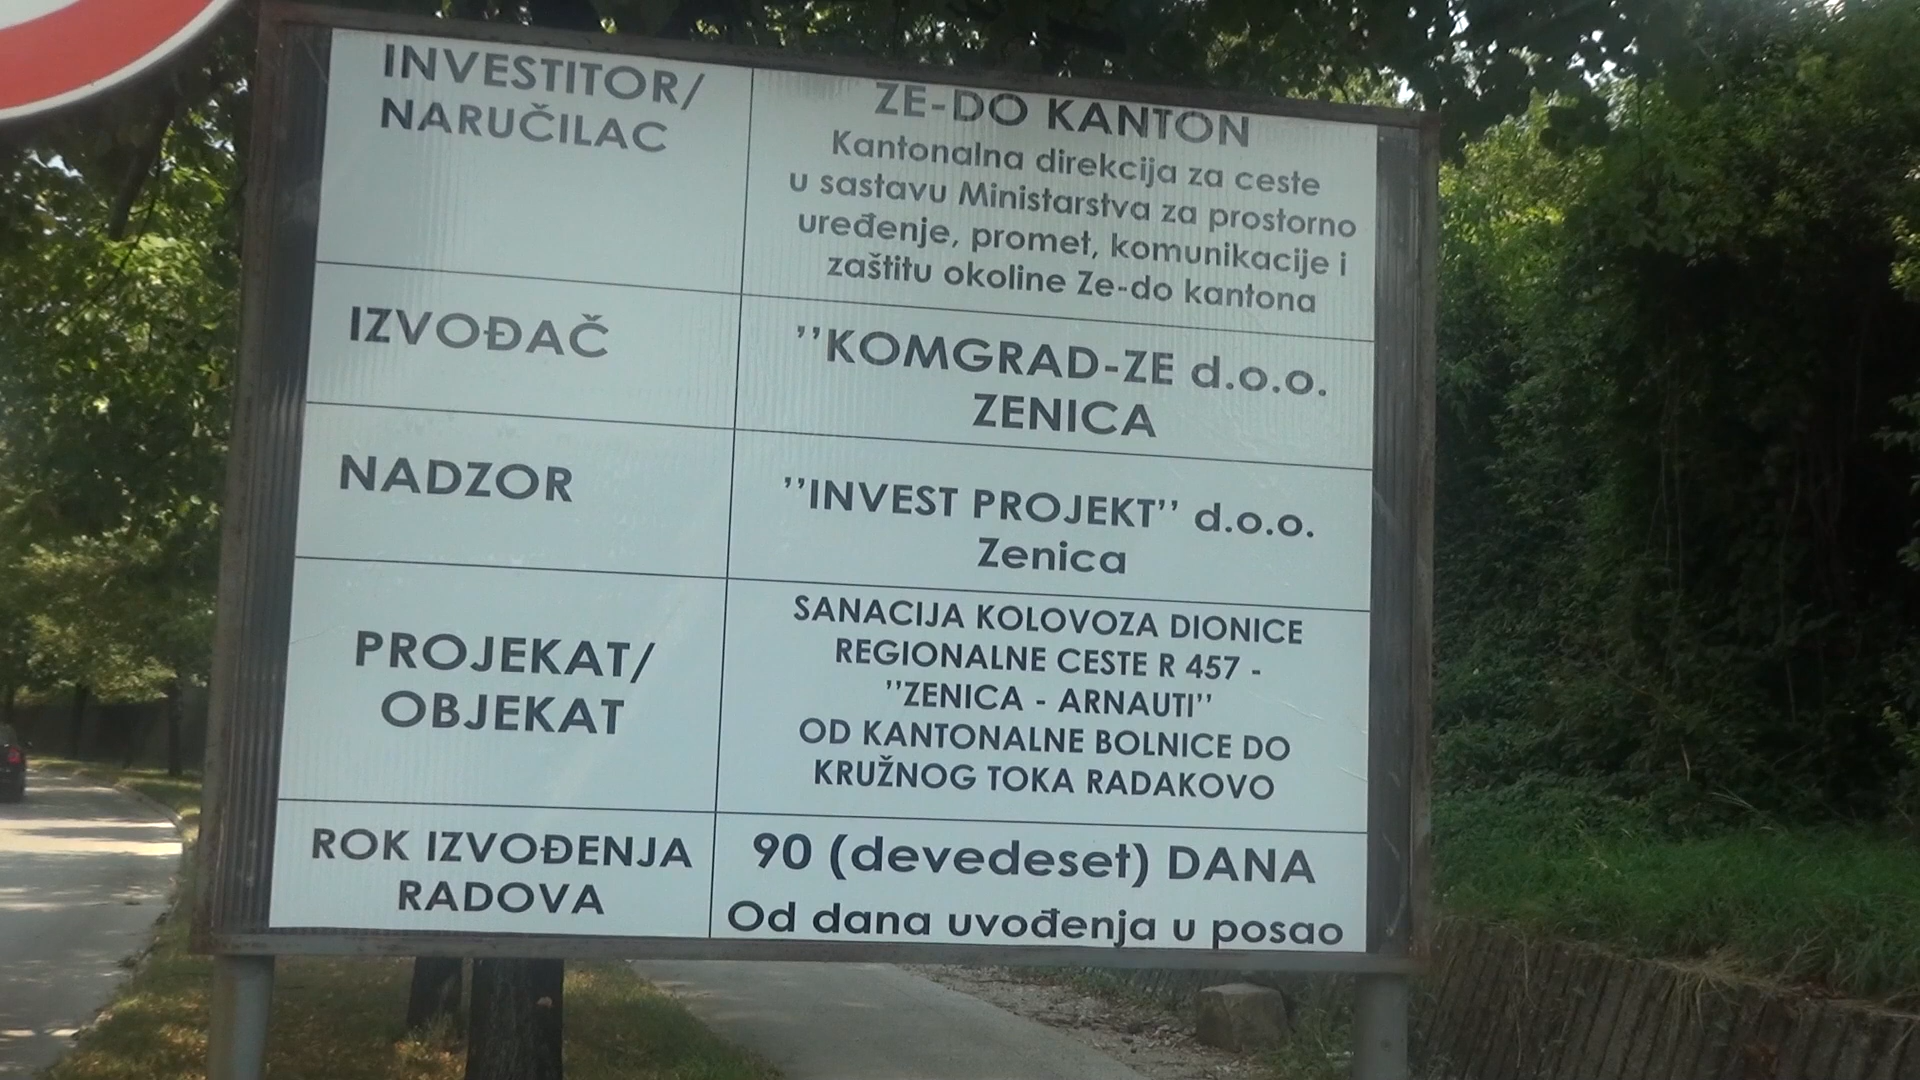 INVESTITOR/
NARUČILAC
ZE-DO KANTON
Kantonalna direkcija za ceste
u sastavu Ministarstva za prostorno
uređenje, promet, komunikacije i
zaštitu okoline Ze-do kantona
IZVOĐAČ
''KOMGRAD-ZE d.o.o.
ZENICA
NADZOR
''INVEST PROJEKT'' d.o.o.
Zenica
PROJEKAT/
OBJEKAT
SANACIJA KOLOVOZA DIONICE
REGIONALNE CESTE R 457 -
''ZENICA - ARNAUTI''
OD KANTONALNE BOLNICE DO
KRUŽNOG TOKA RADAKOVO
ROK IZVOĐENJA
RADOVA
90 (devedeset) DANA
Od dana uvođenja u posao